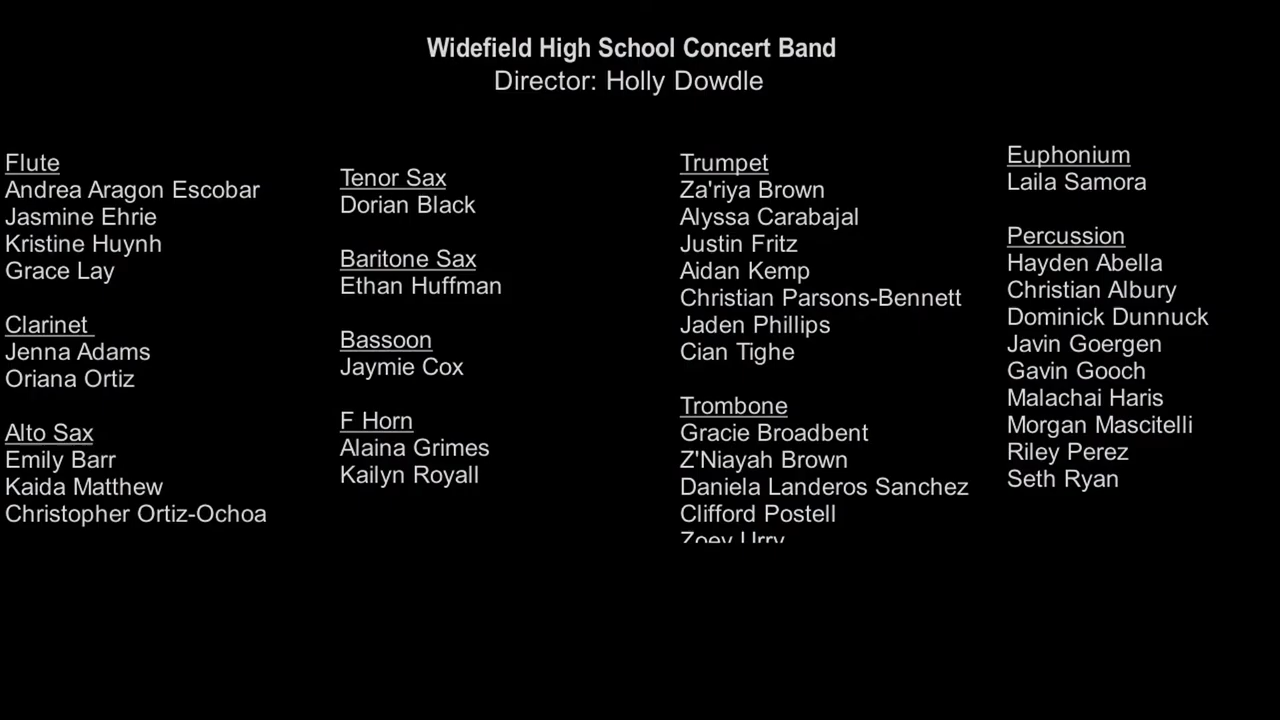 Widefield High School Concert Band
Director: Holly Dowdle
Flute
Andrea Aragon Escobar
Jasmine Ehrie
Kristine Huynh
Grace Lay
Clarinet
Jenna Adams
Oriana Ortiz
Alto Sax
Emily Barr
Kaida Matthew
Christopher Ortiz-Ochoa
Tenor Sax
Dorian Black
Baritone Sax
Ethan Huffman
Bassoon
Jaymie Cox
F Horn
Alaina Grimes
Kailyn Royall
Trumpet
Za'riya Brown
Alyssa Carabajal
Justin Fritz
Aidan Kemp
Christian Parsons-Bennett
Jaden Phillips
Cian Tighe
Trombone
Gracie Broadbent
Z'Niayah Brown
Daniela Landeros Sanchez
Clifford Postell
Zoey Urry
Euphonium
Laila Samora
Percussion
Hayden Abella
Christian Albury
Dominick Dunnuck
Javin Goergen
Gavin Gooch
Malachai Haris
Morgan Mascitelli
Riley Perez
Seth Ryan